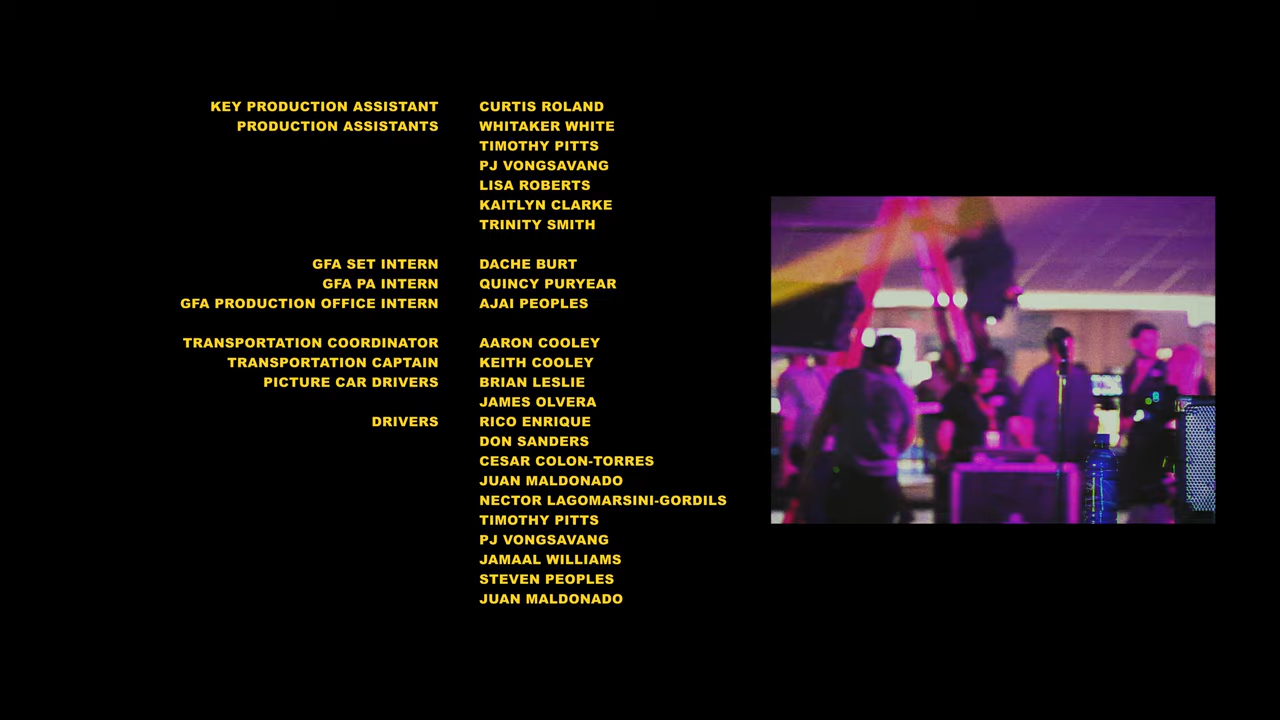 KEY PRODUCTION ASSISTANT CURTIS ROLAND
PRODUCTION ASSISTANTS WHITAKER WHITE
TIMOTHY PITTS
PJ VONGSAVANG
LISA ROBERTS
KAITLYN CLARKE
TRINITY SMITH
GFA SET INTERN DACHE BURT
GFA PA INTERN QUINCY PURYEAR
GFA PRODUCTION OFFICE INTERN AJAI PEOPLES
TRANSPORTATION COORDINATOR AARON COOLEY
TRANSPORTATION CAPTAIN KEITH COOLEY
PICTURE CAR DRIVERS BRIAN LESLIE
JAMES OLVERA
DRIVERS RICO ENRIQUE
DON SANDERS
CESAR COLON-TORRES
JUAN MALDONADO
NECTOR LAGOMARSINI-GORDILS
TIMOTHY PITTS
PJ VONGSAVANG
JAMAAL WILLIAMS
STEVEN PEOPLES
JUAN MALDONADO